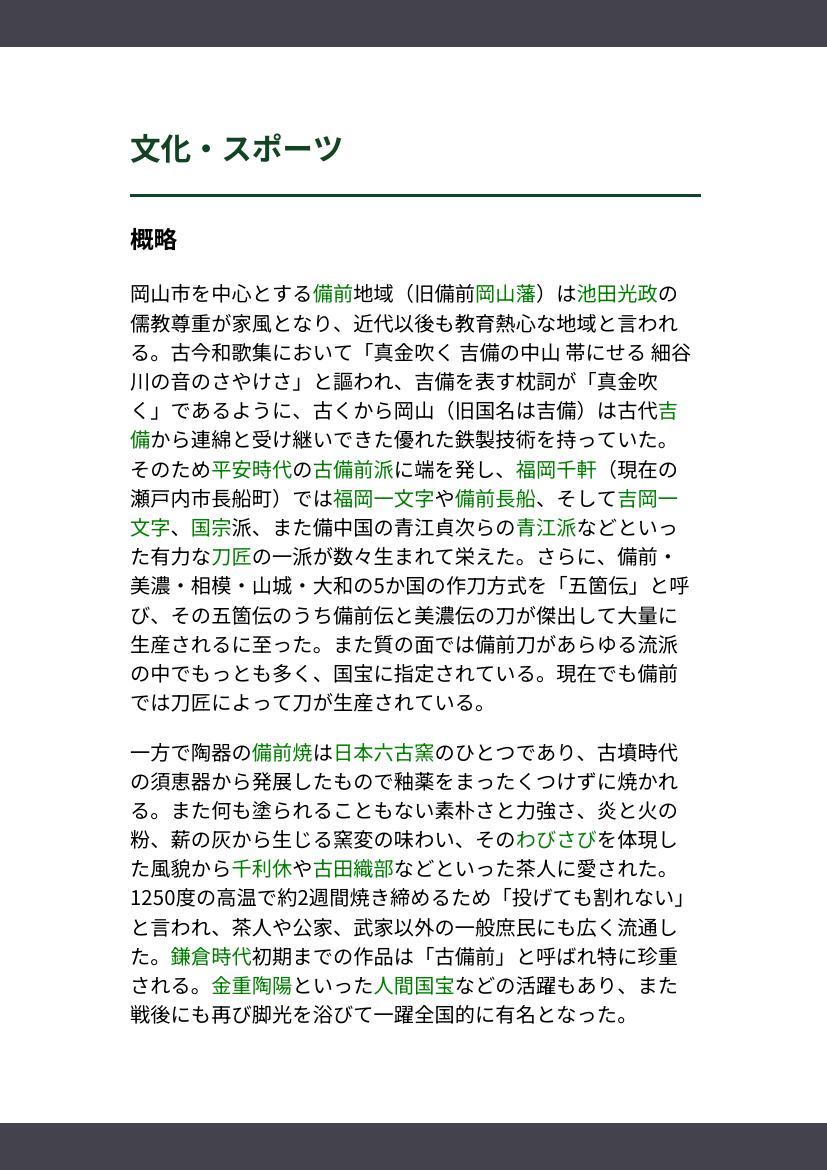 文化・スポーツ
概略
岡山市を中心とする備前地域（旧備前岡山藩）は池田光政の
儒教尊重が家風となり、近代以後も教育熱心な地域と言われ
る。古今和歌集において「真金吹く 吉備の中山 帯にせる 細谷
川の音のさやけさ」と謳われ、吉備を表す枕詞が「真金吹
く」であるように、古くから岡山（旧国名は吉備）は古代吉
備から連綿と受け継いできた優れた鉄製技術を持っていた。
そのため平安時代の古備前派に端を発し、福岡千軒（現在の
瀬戸内市長船町）では福岡一文字や備前長船、そして吉岡一
文字、国宗派、また備中国の青江貞次らの青江派などといっ
た有力な刀匠の一派が数々生まれて栄えた。さらに、備前・
美濃・相模・山城・大和の5か国の作刀方式を「五箇伝」と呼
び、その五箇伝のうち備前伝と美濃伝の刀が傑出して大量に
生産されるに至った。また質の面では備前刀があらゆる流派
の中でもっとも多く、国宝に指定されている。現在でも備前
では刀匠によって刀が生産されている。
一方で陶器の備前焼は日本六古窯のひとつであり、古墳時代
の須恵器から発展したもので釉薬をまったくつけずに焼かれ
る。また何も塗られることもない素朴さと力強さ、炎と火の
粉、薪の灰から生じる窯変の味わい、そのわびさびを体現し
た風貌から千利休や古田織部などといった茶人に愛された。
1250度の高温で約2週間焼き締めるため「投げても割れない」
と言われ、茶人や公家、武家以外の一般庶民にも広く流通し
た。鎌倉時代初期までの作品は「古備前」と呼ばれ特に珍重
される。金重陶陽といった人間国宝などの活躍もあり、また
戦後にも再び脚光を浴びて一躍全国的に有名となった。